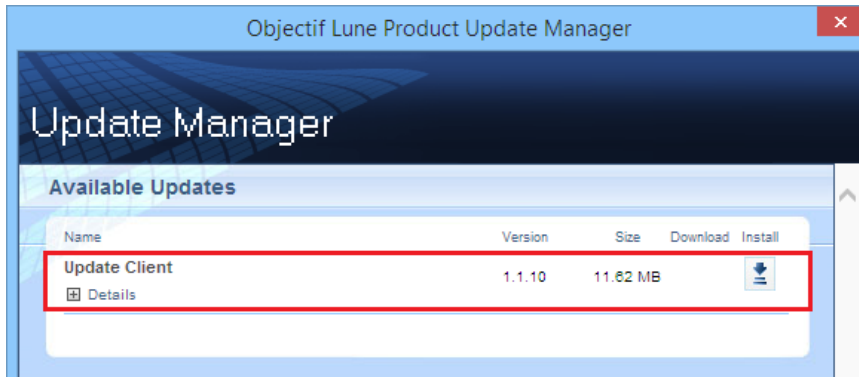 Objectif Lune Product Update Manager
Update Manager
Available Updates
Name Version Size Download Install
Update Client 1.1.10 11.62 MB
Details